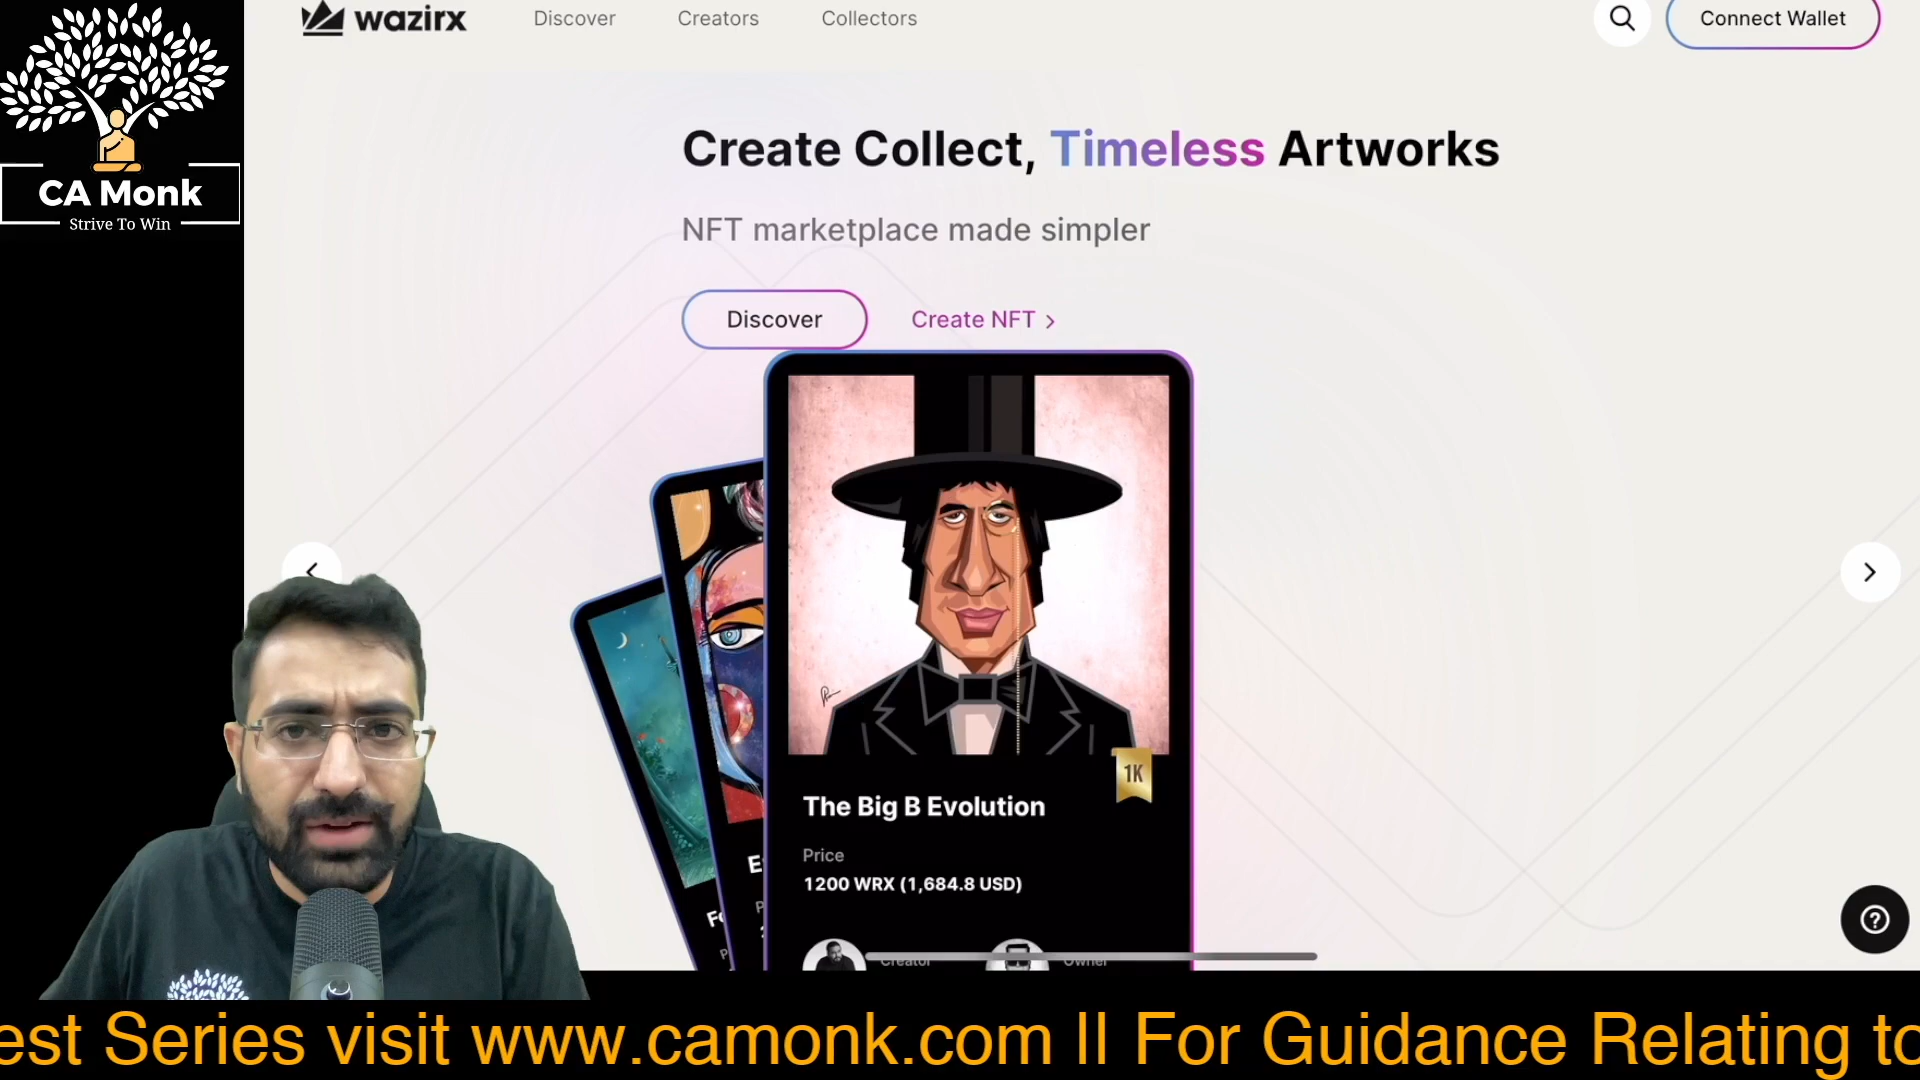 CA Monk
Strive To Win
wazirx
Discover
Creators
Collectors
Connect Wallet
Create Collect, Timeless Artworks
NFT marketplace made simpler
Discover
Create NFT
1K
The Big B Evolution
Price
1200 WRX (1,684.8 USD)
Creator
Owner
est Series visit www.camonk.com II For Guidance Relating to